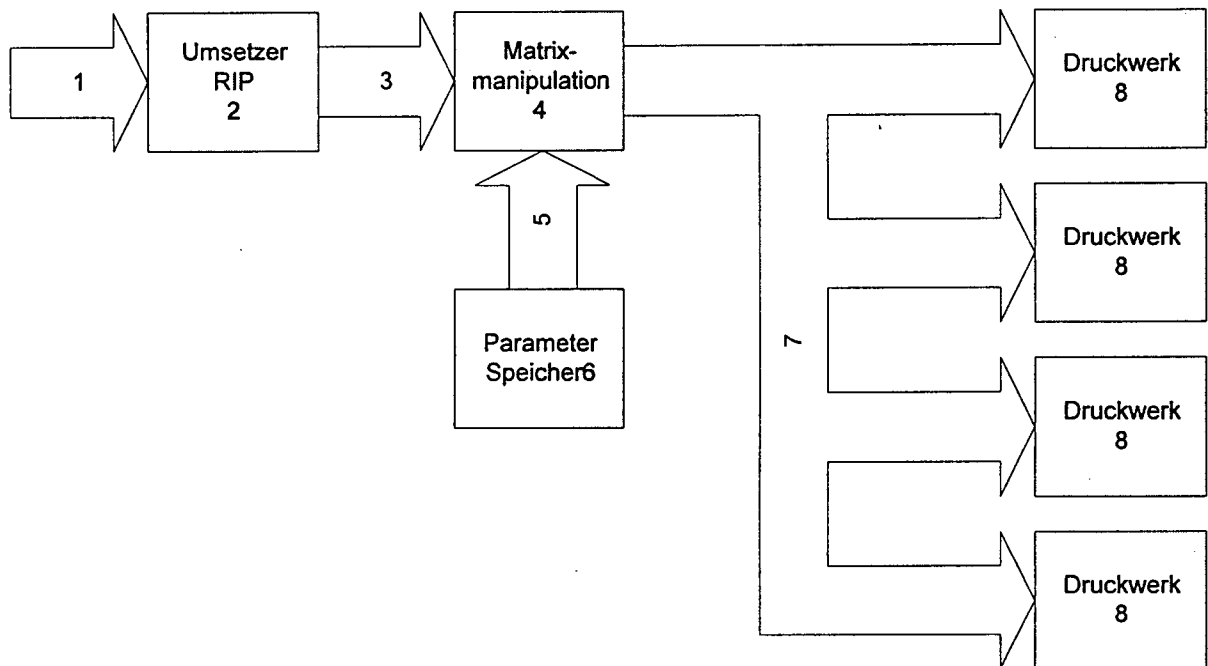 1
Umsetzer
RIP
2
3
Matrix-
manipulation
4
Druckwerk
8
5
Druckwerk
8
Parameter
Speicher6
7
Druckwerk
8
Druckwerk
8